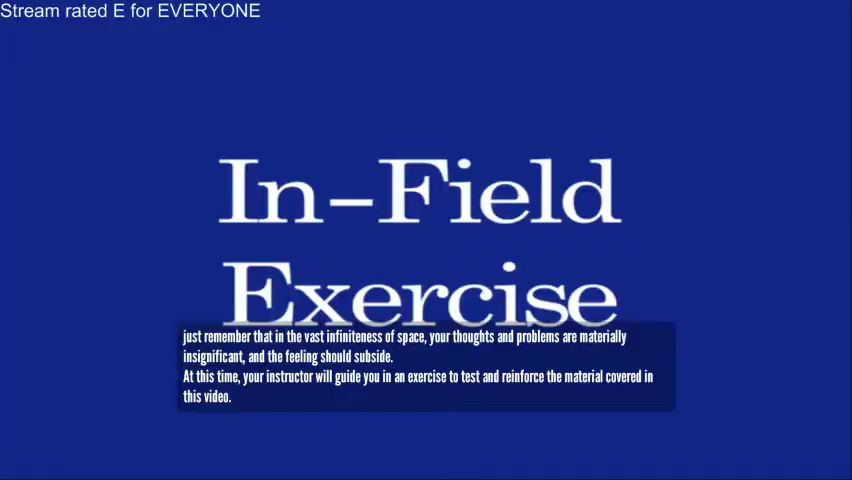 Stream rated E for EVERYONE
In-Field
Exercise
just remember that in the vast infiniteness of space, your thoughts and problems are materially
insignificant, and the feeling should subside.
At this time, your instructor will guide you in an exercise to test and reinforce the material covered in
this video.